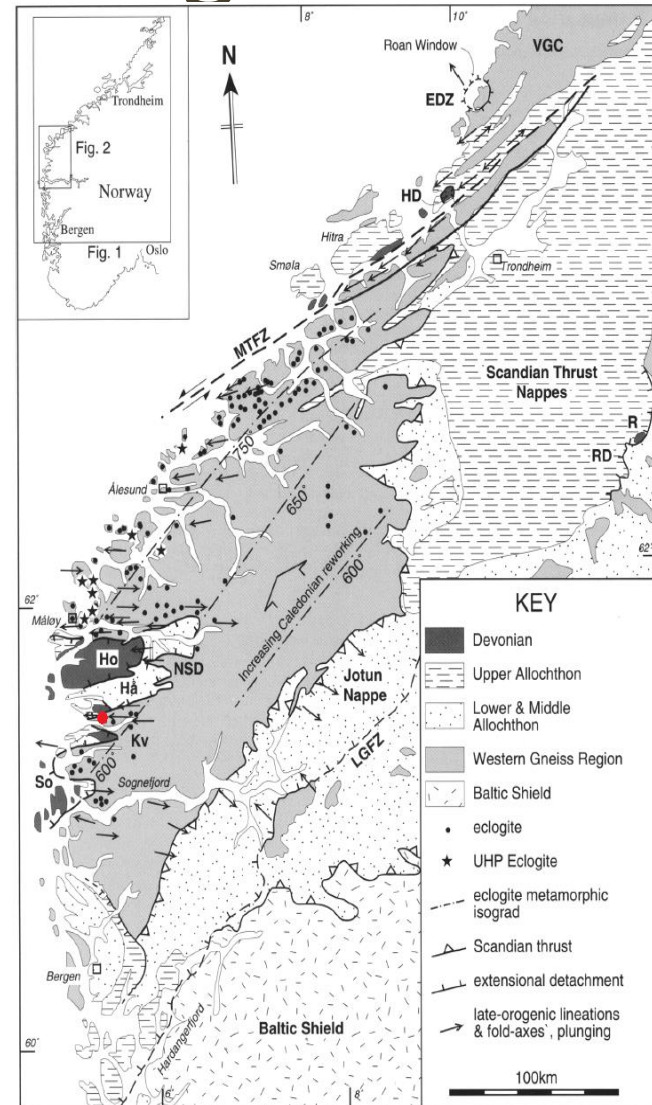 8'
10'
Roan Window
VGC
EDZ
N
Trondheim
Fig. 2
Norway
Bergen
Fig. 1
Oslo
HD
Hitra
Smøla
Trondheim
MTFZ
Scandian Thrust
Nappes
R
RD
750°
650°
Ålesund
600°
Increasing Caledonian reworking
62'
62°
Måløy
Ho
NSD
Hå
Jotun
Nappe
Kv
LGFZ
600°
So
Sognefjord
Bergen
Hardangerfjord
Baltic Shield
60°
6'
8'
KEY
Devonian
Upper Allochthon
Lower & Middle
Allochthon
Western Gneiss Region
Baltic Shield
eclogite
UHP Eclogite
eclogite metamorphic
isograd
Scandian thrust
extensional detachment
late-orogenic lineations
& fold-axes`, plunging
100km